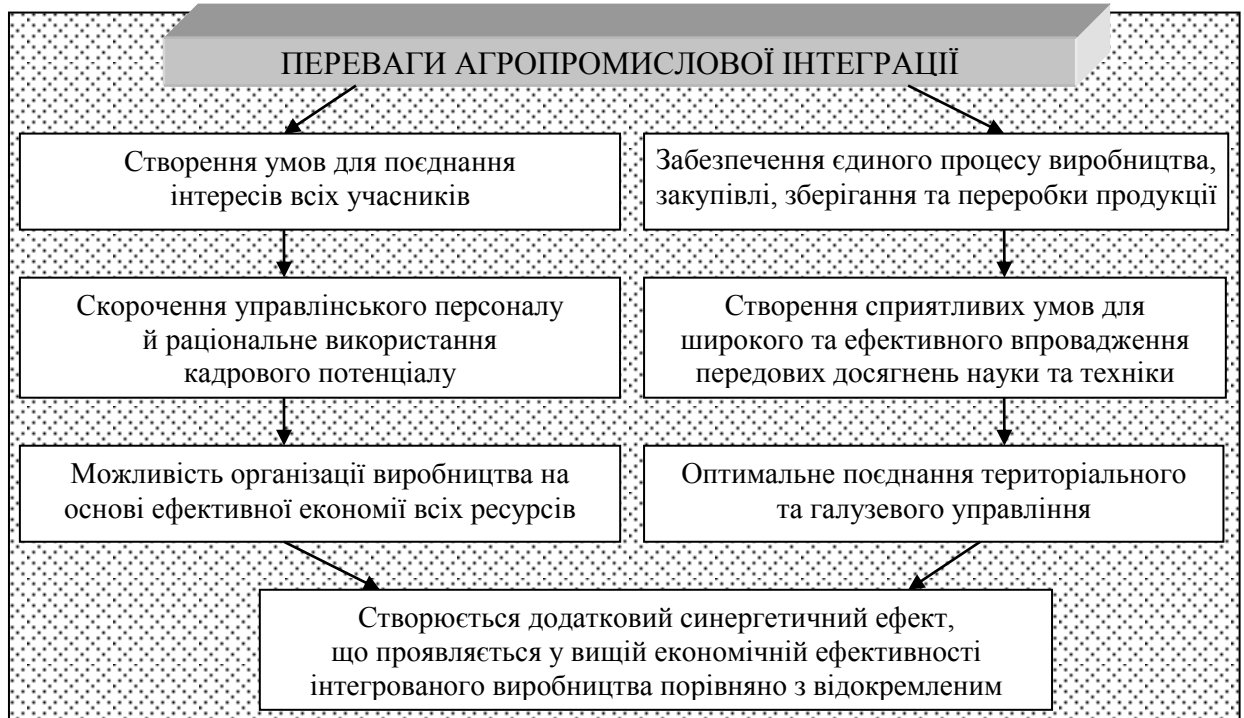 ПЕРЕВАГИ АГРОПРОМИСЛОВОЇ ІНТЕГРАЦІЇ
Створення умов для поєднання
інтересів всіх учасників
Забезпечення єдиного процесу виробництва,
закупівлі, зберігання та переробки продукції
Скорочення управлінського персоналу
й раціональне використання
кадрового потенціалу
Створення сприятливих умов для
широкого та ефективного впровадження
передових досягнень науки та техніки
Можливість організації виробництва на
основі ефективної економії всіх ресурсів
Оптимальне поєднання територіального
та галузевого управління
Створюється додатковий синергетичний ефект,
що проявляється у вищій економічній ефективності
інтегрованого виробництва порівняно з відокремленим